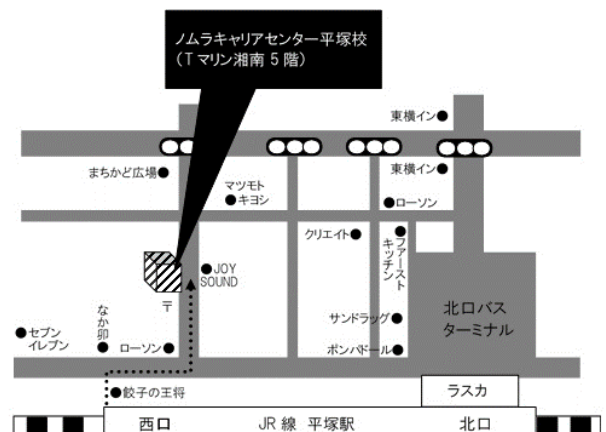 ノムラキャリアセンター平塚校
(Tマリン湘南5階)
東横イン
まちかど広場
東横イン
マツモト
キヨシ
ローソン
クリエイト
ファースト
キッチン
JOY
SOUND
〒
なか卯
セブン
イレブン
ローソン
サンドラッグ
ポンパドール
北口バス
ターミナル
餃子の王将
ラスカ
西口
JR線 平塚駅
北口